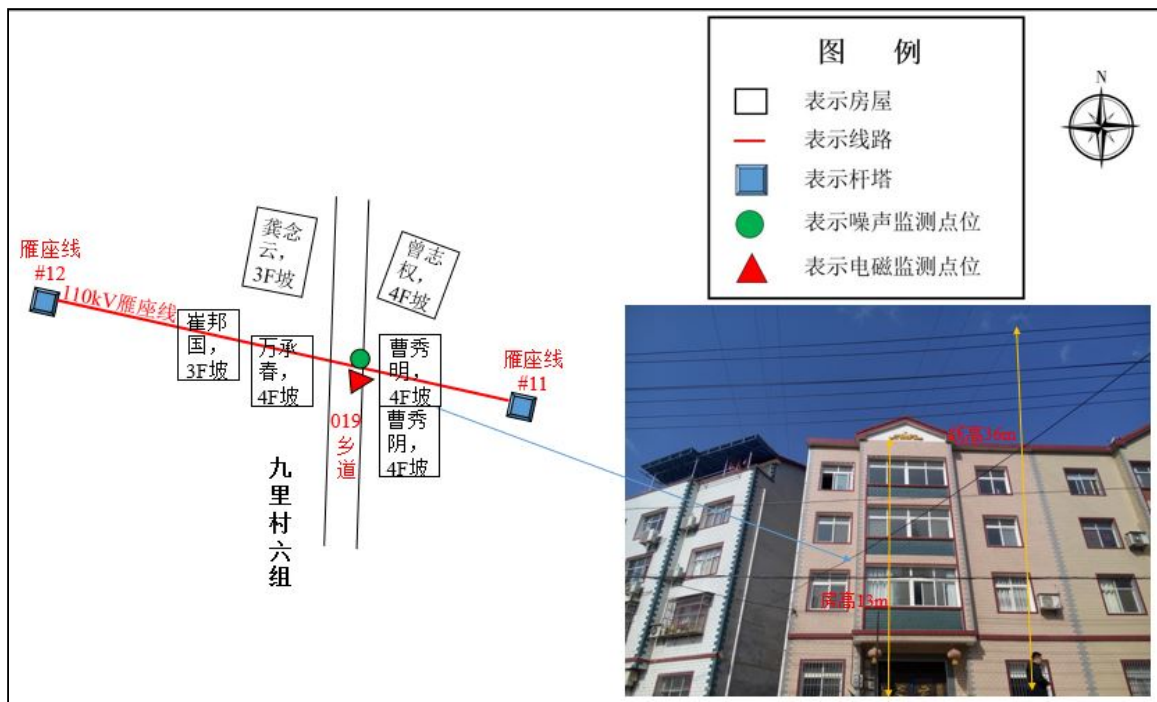 图 例
N
表示房屋
表示线路
表示杆塔
表示噪声监测点位
表示电磁监测点位
龚念
云，
3F坡
曾志
权，
4F坡
雁座线
#12
110kV雁座线
崔邦
国，
3F坡
万承
春，
4F坡
曹秀
明，
4F坡
雁座线
#11
曹秀
阴，
4F坡
019
乡
道
九
里
村
六
组
线高16m
房高13m